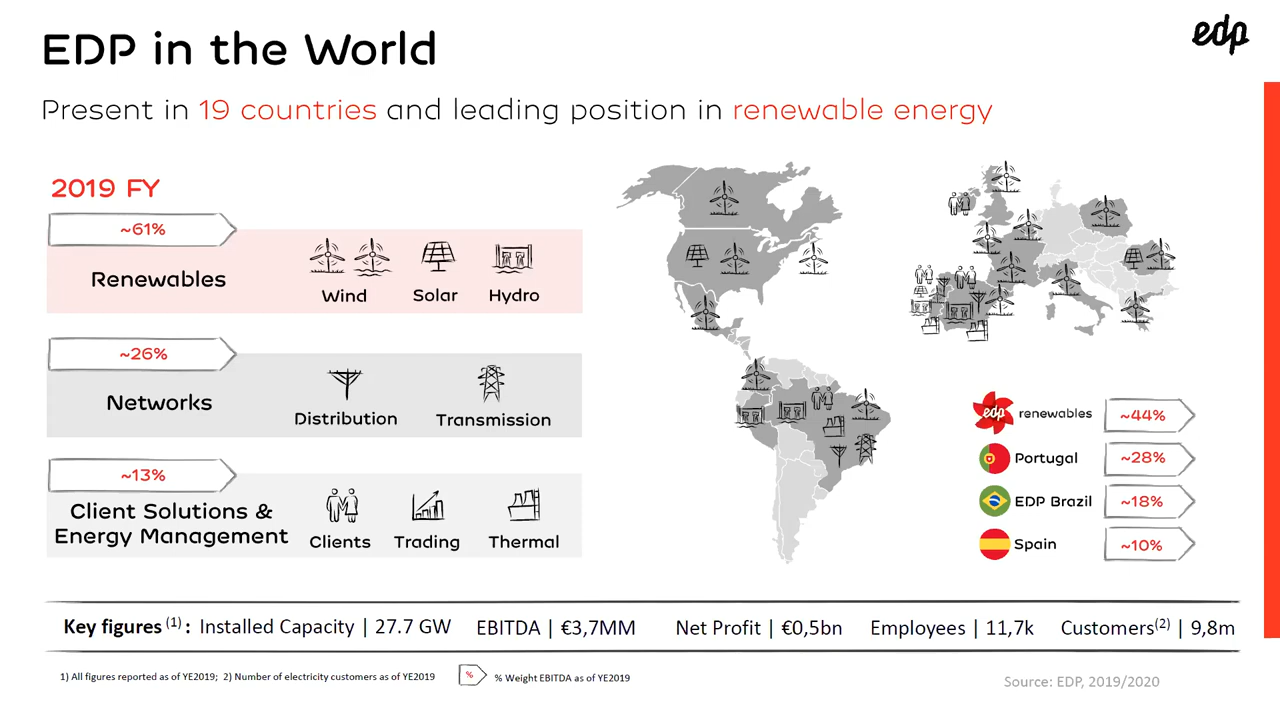 EDP in the World
edp
Present in 19 countries and leading position in renewable energy
2019 FY
~61%
Renewables
Wind
Solar
Hydro
~26%
Networks
Distribution
Transmission
~13%
Client Solutions &
Energy Management
Clients
Trading
Thermal
edp renewables ~44%
Portugal ~28%
EDP Brazil ~18%
Spain ~10%
Key figures (1) : Installed Capacity | 27.7 GW EBITDA | €3,7MM Net Profit | €0,5bn Employees | 11,7k Customers(2) | 9,8m
1) All figures reported as of YE2019; 2) Number of electricity customers as of YE2019 % % Weight EBITDA as of YE2019
Source: EDP, 2019/2020